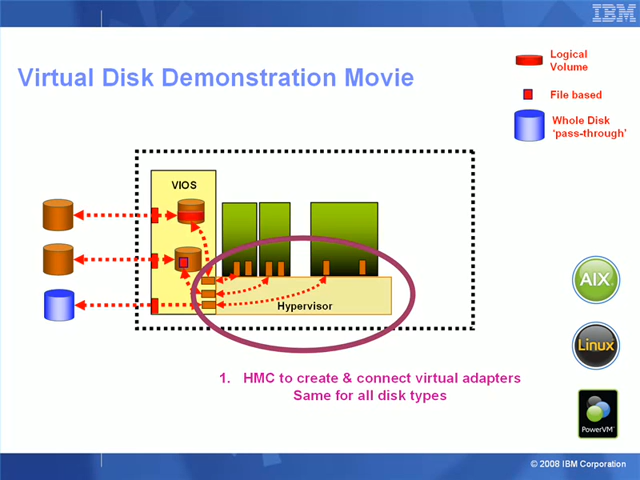 IBM
Logical
Volume
Virtual Disk Demonstration Movie
File based
Whole Disk
'pass-through'
VIOS
AIX
Hypervisor
Linux
1. HMC to create & connect virtual adapters
Same for all disk types
PowerVM
© 2008 IBM Corporation